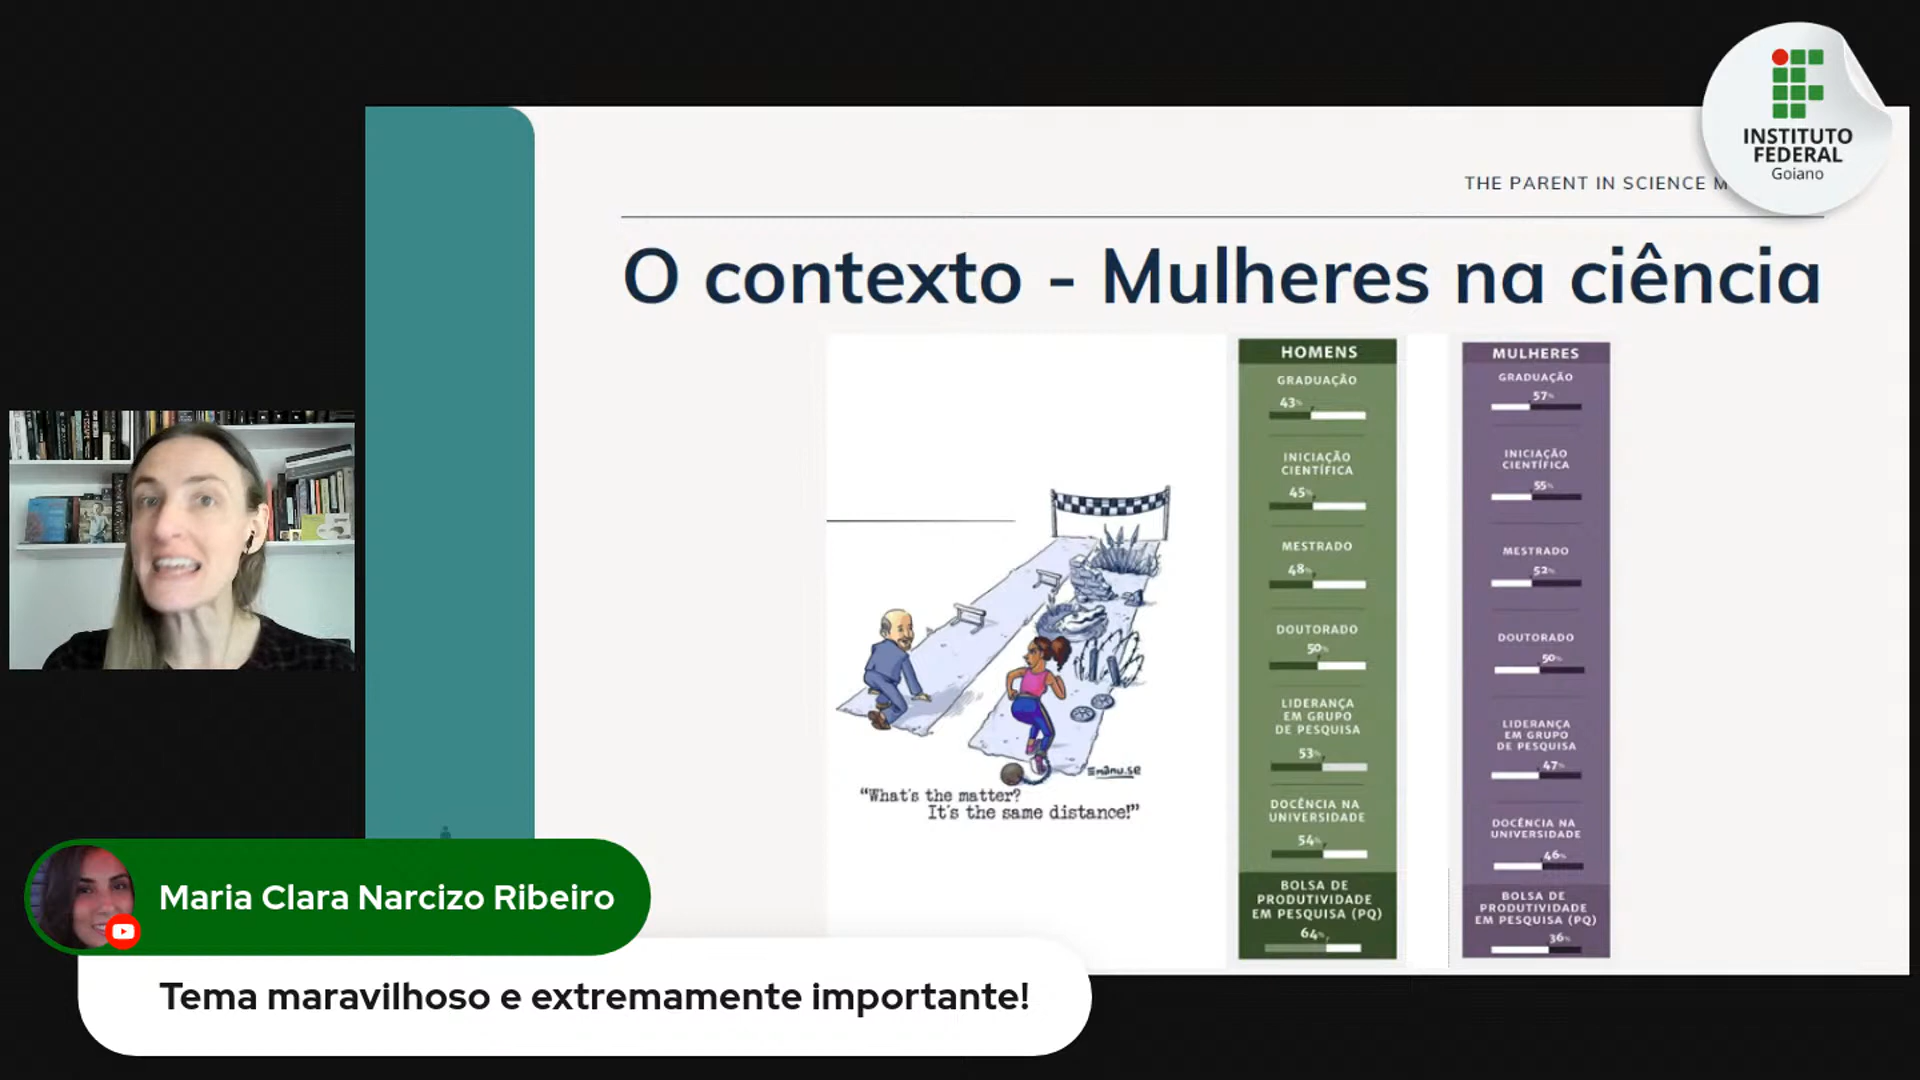 INSTITUTO
FEDERAL
Goiano
THE PARENT IN SCIENCE M
O contexto - Mulheres na ciência
HOMENS
GRADUAÇÃO
43%
INICIAÇÃO
CIENTÍFICA
45%
MESTRADO
48%
DOUTORADO
50%
LIDERANÇA
EM GRUPO
DE PESQUISA
53%
DOCÊNCIA NA
UNIVERSIDADE
54%
BOLSA DE
PRODUTIVIDADE
EM PESQUISA (PQ)
64%
MULHERES
GRADUAÇÃO
57%
INICIAÇÃO
CIENTÍFICA
55%
MESTRADO
52%
DOUTORADO
50%
LIDERANÇA
EM GRUPO
DE PESQUISA
47%
DOCÊNCIA NA
UNIVERSIDADE
46%
BOLSA DE
PRODUTIVIDADE
EM PESQUISA (PQ)
36%
Emanu.se
“What's the matter?
It's the same distance!”
Maria Clara Narcizo Ribeiro
Tema maravilhoso e extremamente importante!